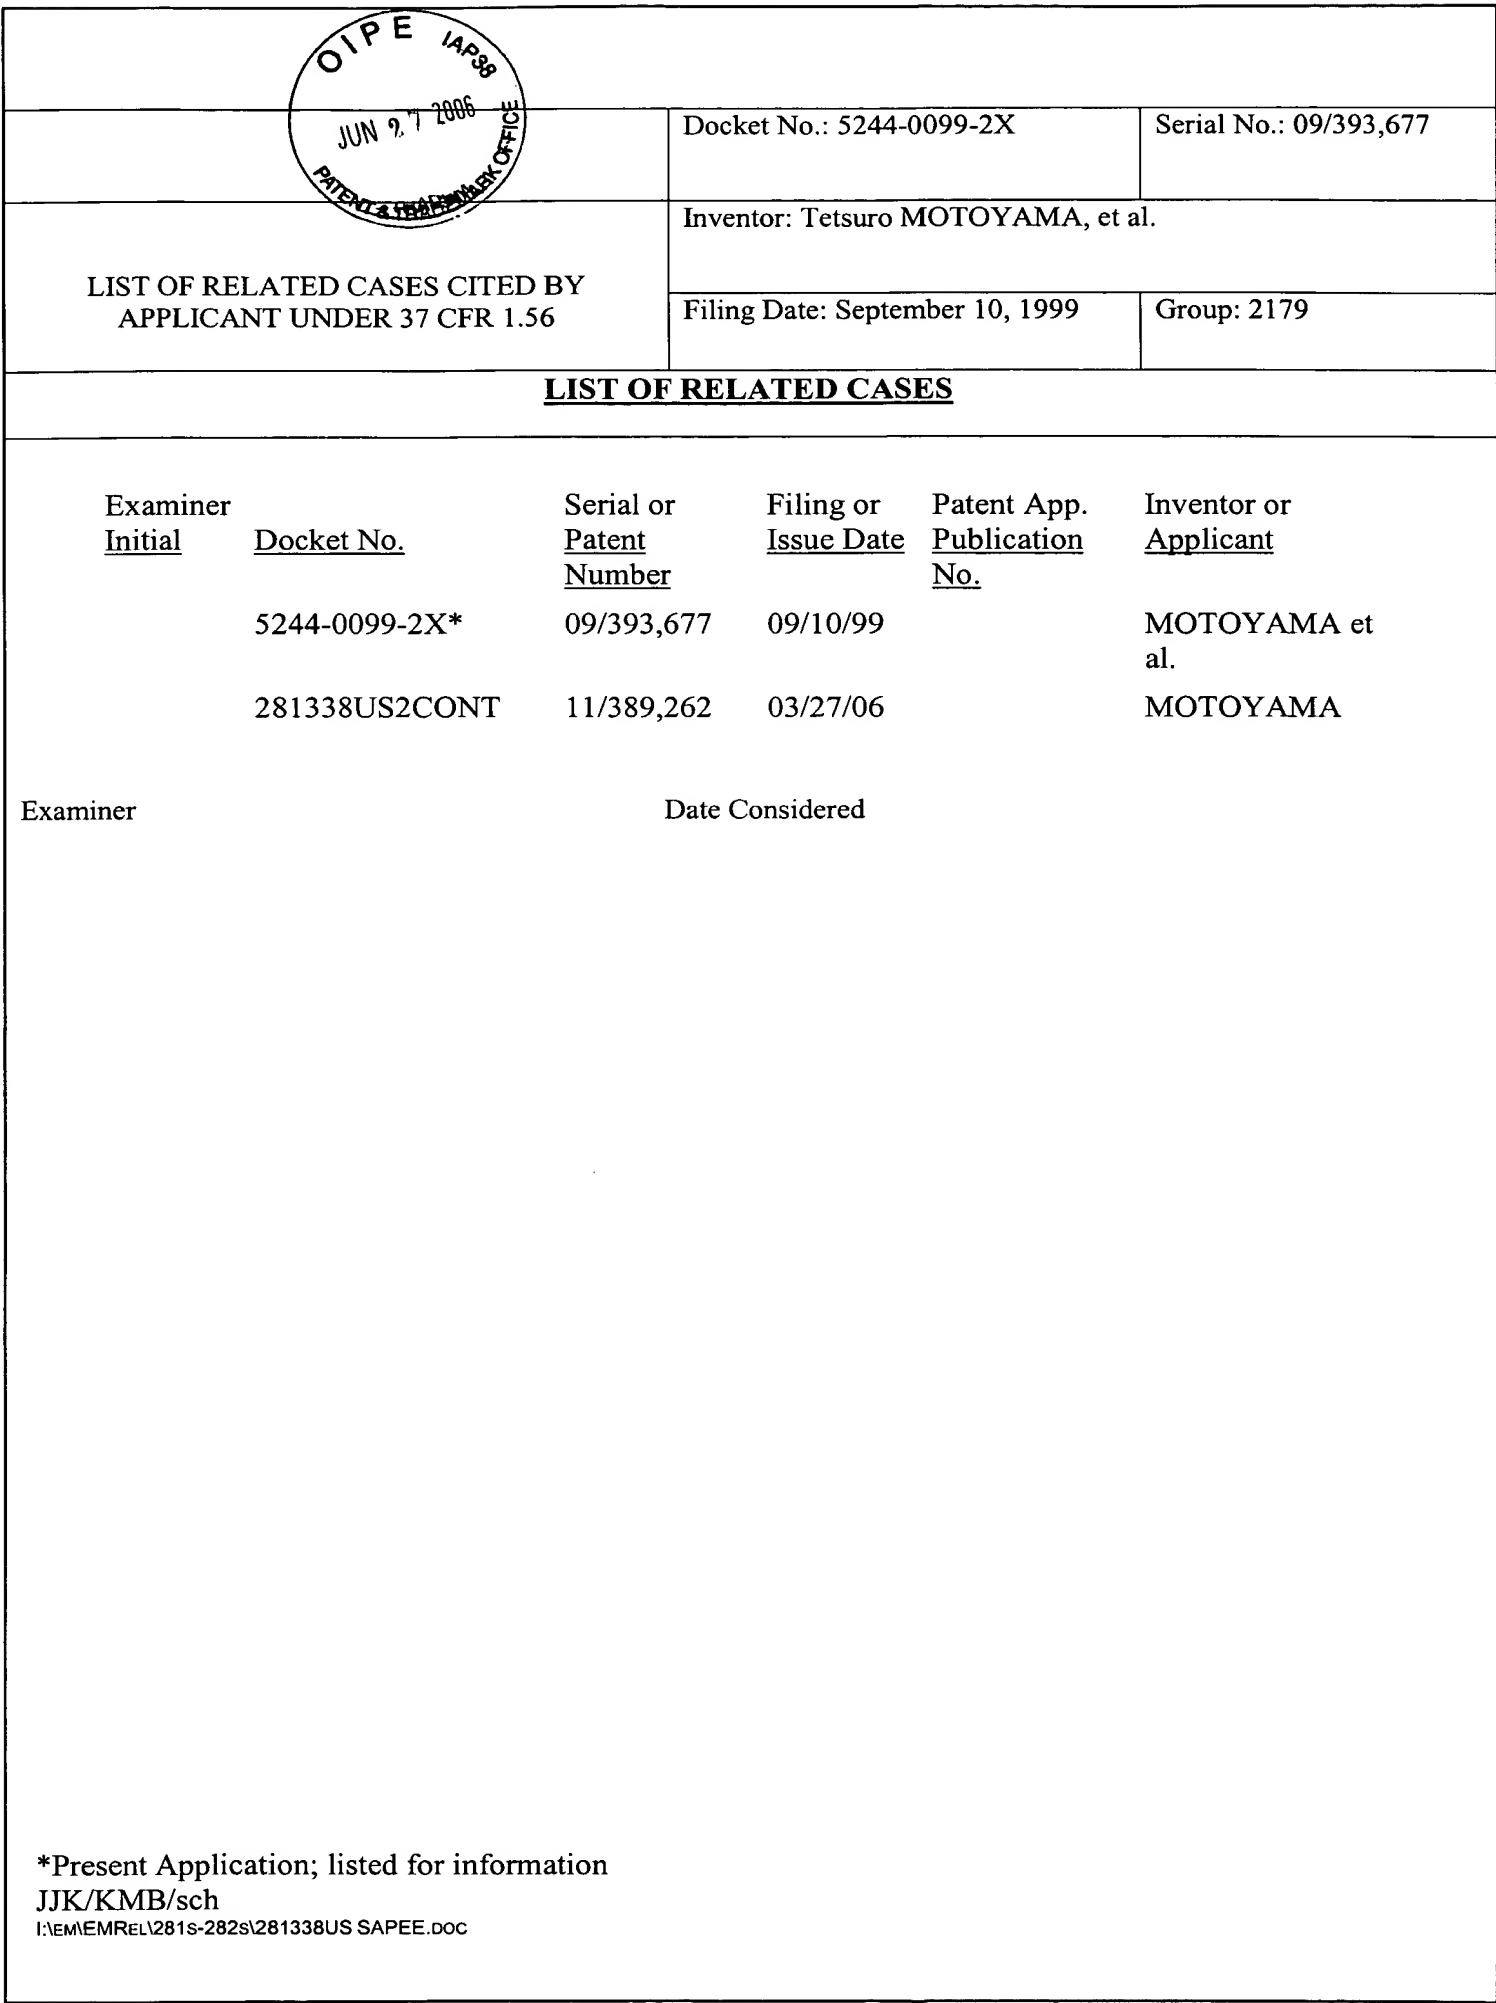 OIPE IAP38
JUN 27 2006
PATENT & TRADEMARK OFFICE
Docket No.: 5244-0099-2X
Serial No.: 09/393,677
Inventor: Tetsuro MOTOYAMA, et al.
LIST OF RELATED CASES CITED BY
APPLICANT UNDER 37 CFR 1.56
Filing Date: September 10, 1999
Group: 2179
LIST OF RELATED CASES
Examiner Serial or Filing or Patent App. Inventor or
Initial Docket No. Patent Issue Date Publication Applicant
Number No.
5244-0099-2X* 09/393,677 09/10/99 MOTOYAMA et
al.
281338US2CONT 11/389,262 03/27/06 MOTOYAMA
Examiner Date Considered
*Present Application; listed for information
JJK/KMB/sch
I:\EM\EMREL\281S-282S\281338US SAPEE.DOC